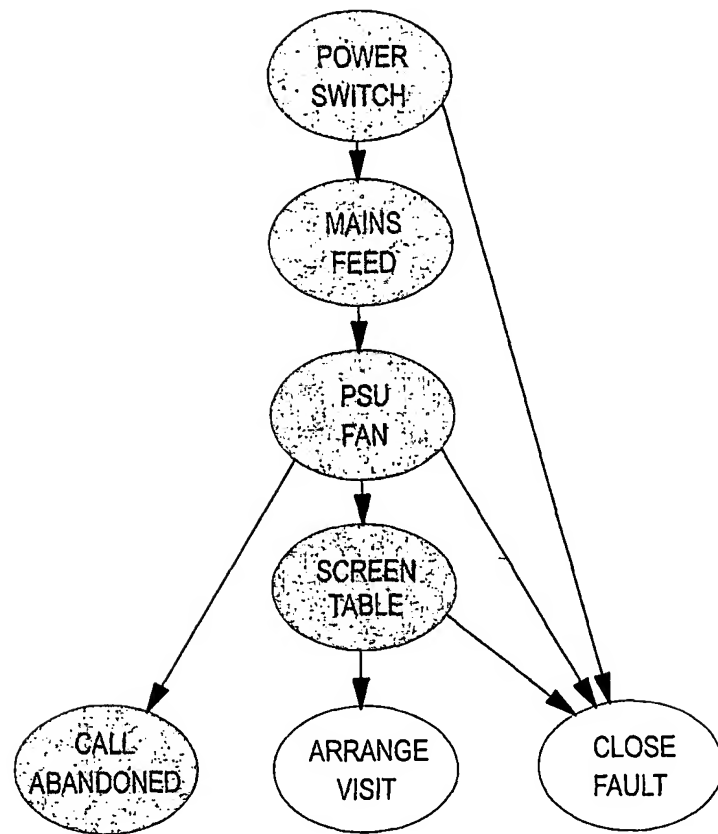 POWER
SWITCH
MAINS
FEED
PSU
FAN
SCREEN
TABLE
CALL
ABANDONED
ARRANGE
VISIT
CLOSE
FAULT